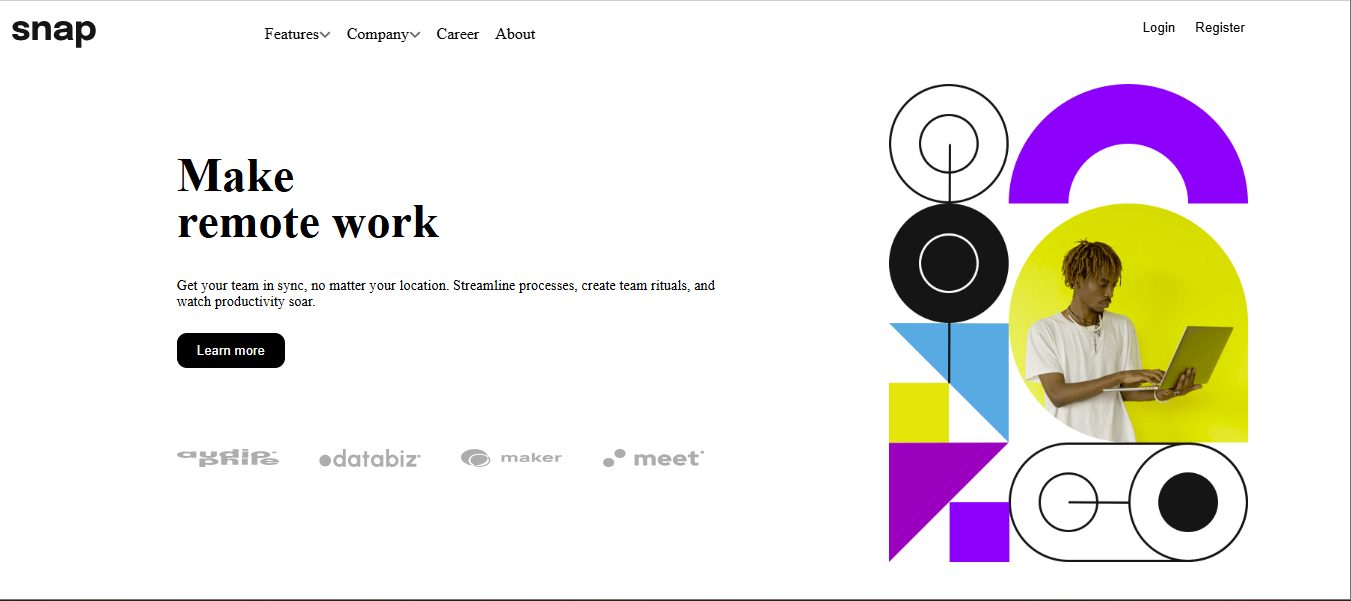 snap
Features Company Career About
Login Register
Make
remote work
Get your team in sync, no matter your location. Streamline processes, create team rituals, and
watch productivity soar.
Learn more
audiophile databiz maker meet